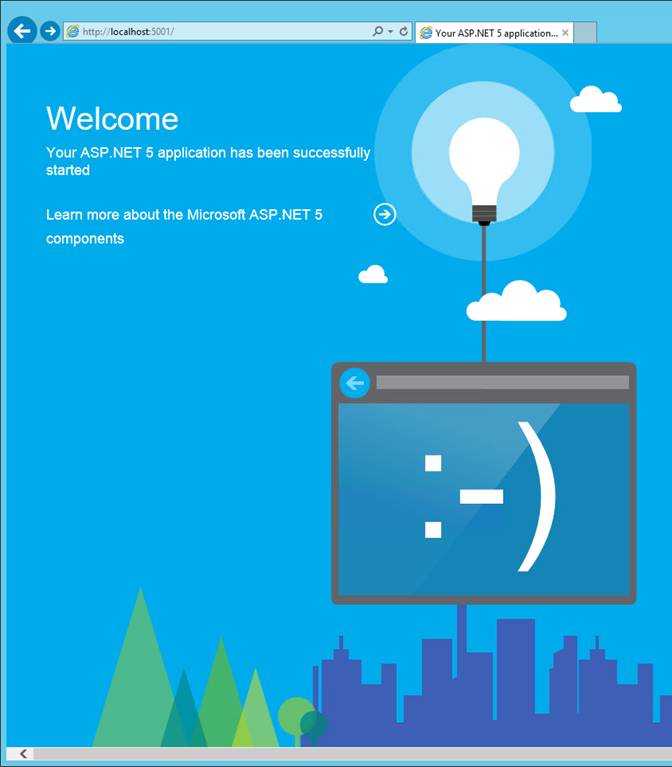 http://localhost:5001/
Your ASP.NET 5 application...
Welcome
Your ASP.NET 5 application has been successfully
started
Learn more about the Microsoft ASP.NET 5
components
:-)